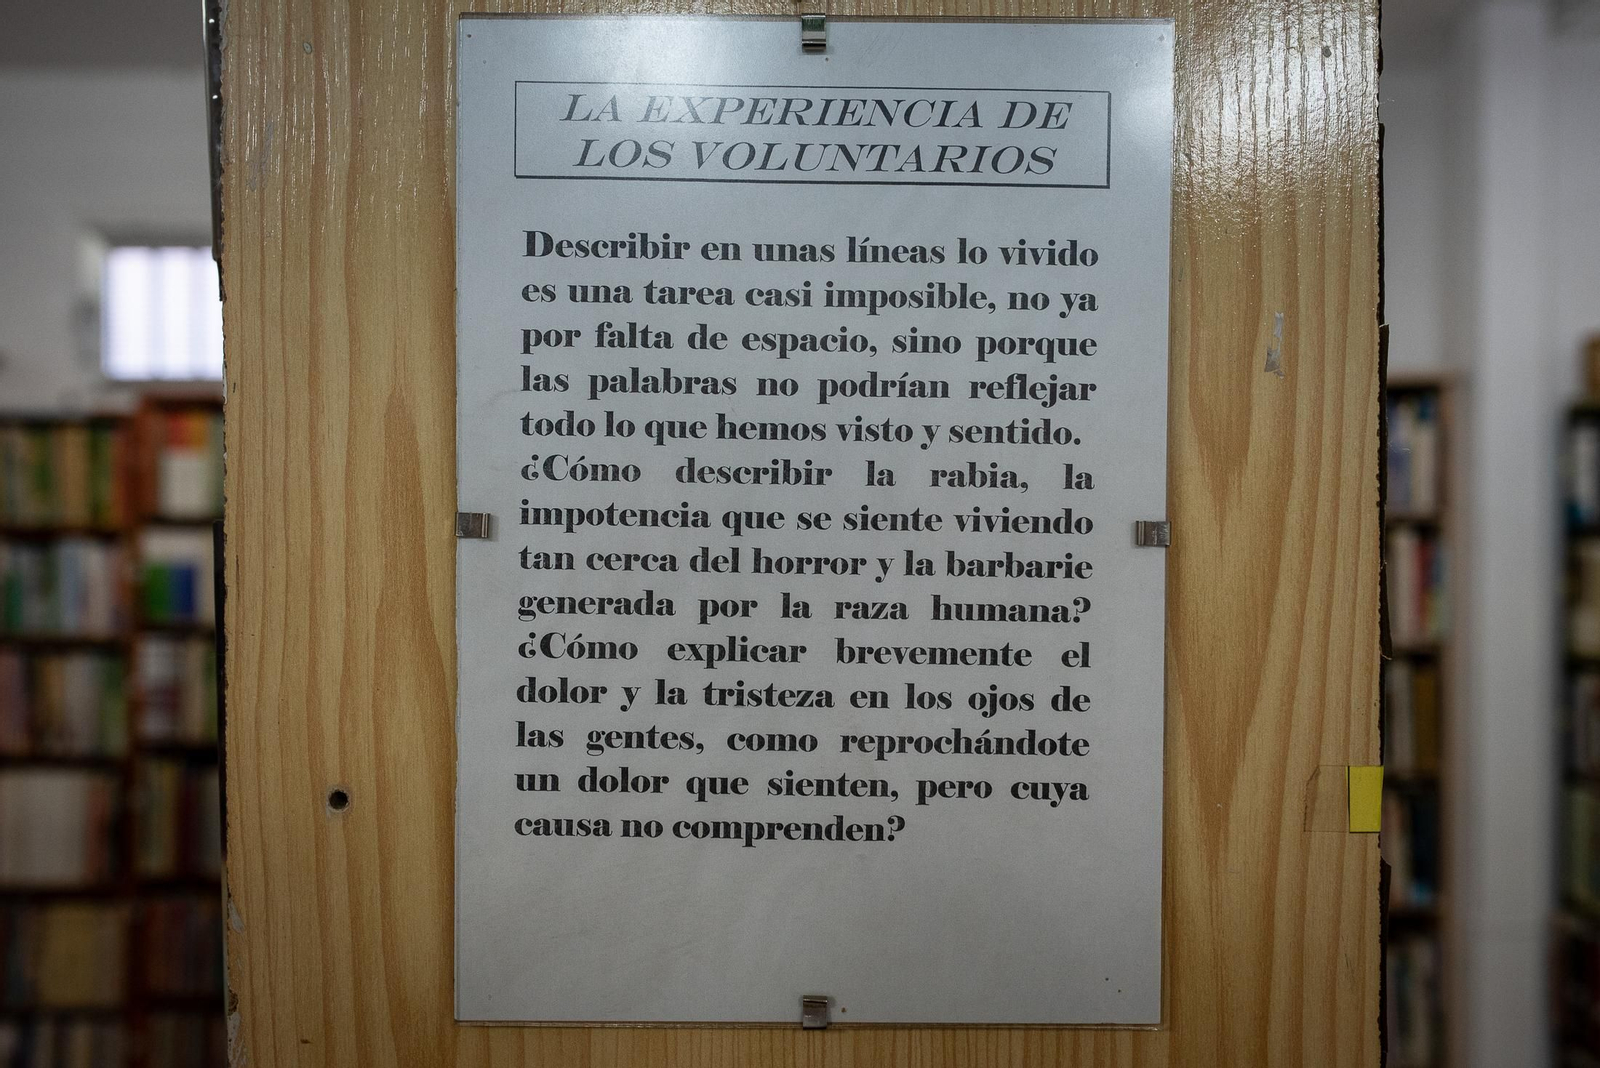 LA EXPERIENCIA DE
LOS VOLUNTARIOS
Describir en unas líneas lo vivido
es una tarea casi imposible, no ya
por falta de espacio, sino porque
las palabras no podrían reflejar
todo lo que hemos visto y sentido.
¿Cómo describir la rabia, la
impotencia que se siente viviendo
tan cerca del horror y la barbarie
generada por la raza humana?
¿Cómo explicar brevemente el
dolor y la tristeza en los ojos de
las gentes, como reprochándote
un dolor que sienten, pero cuya
causa no comprenden?